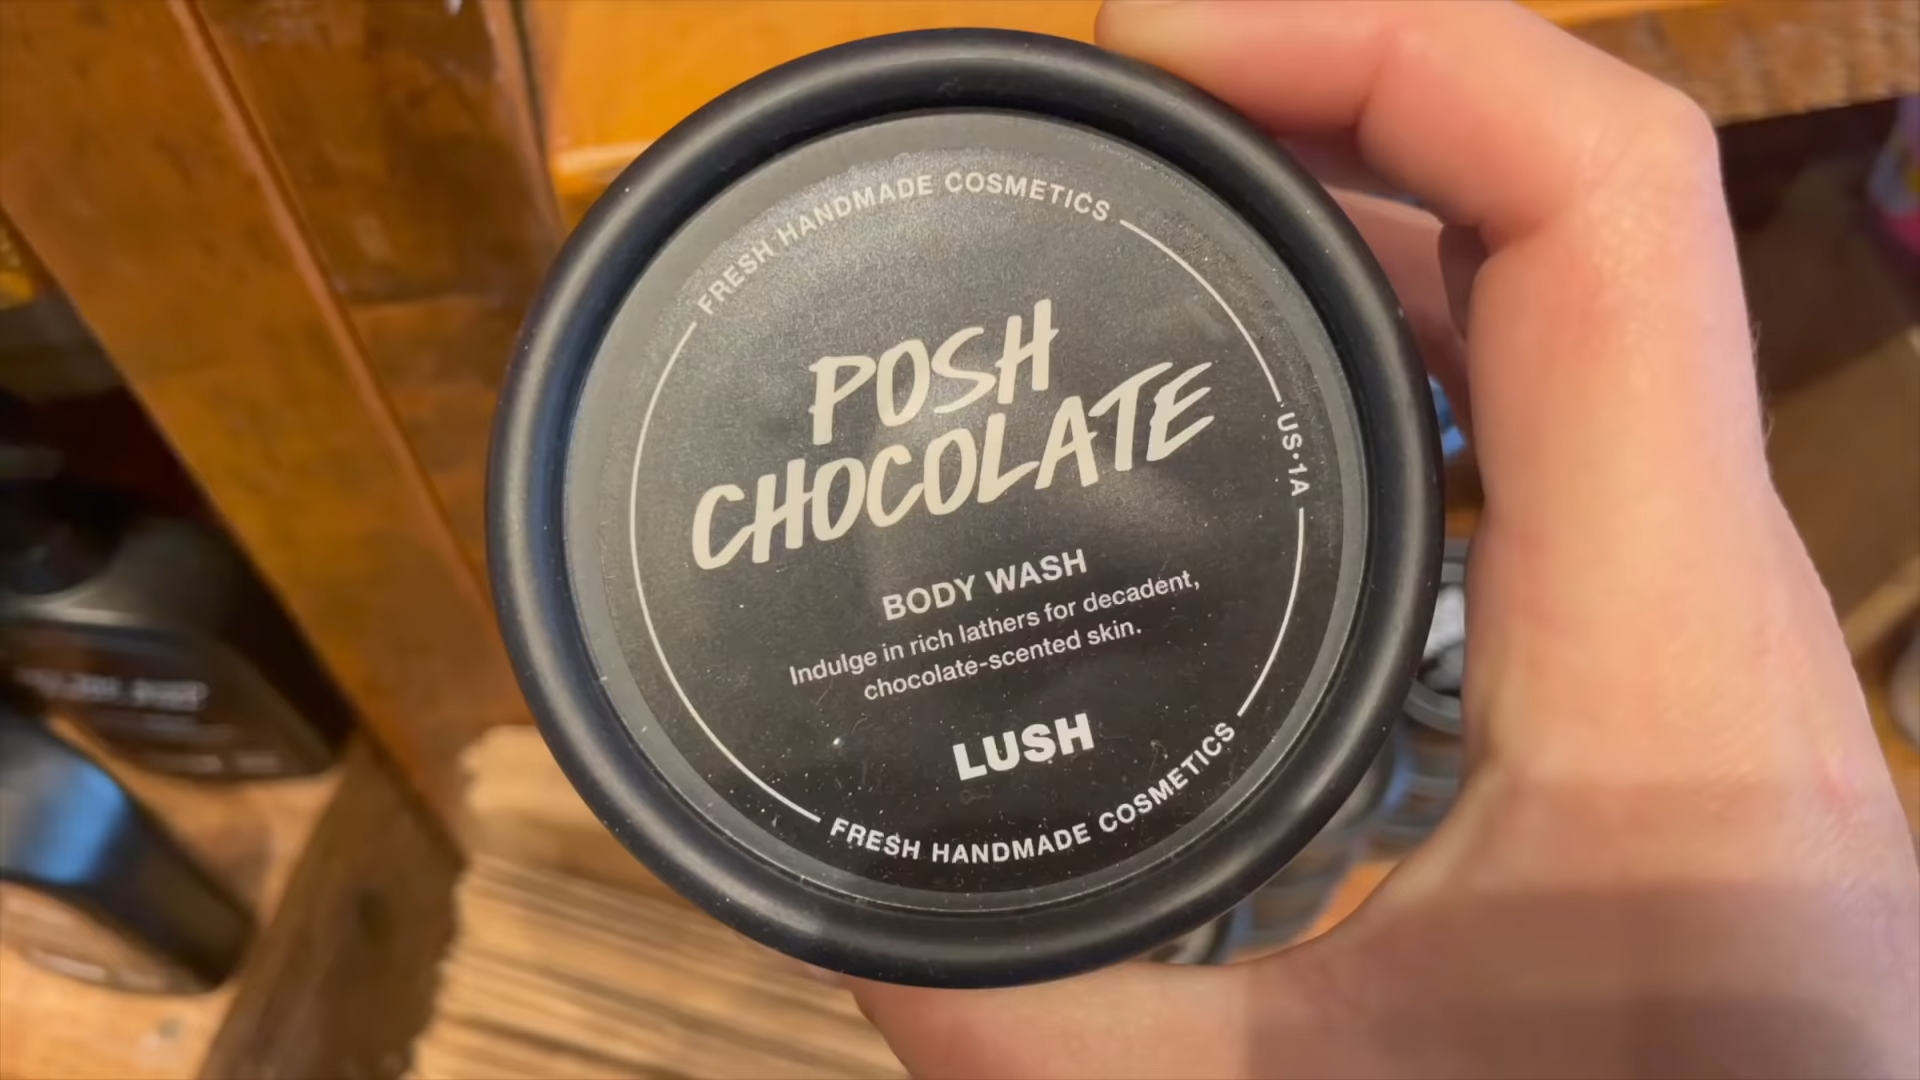 FRESH HANDMADE COSMETICS
US·1A
POSH
CHOCOLATE
BODY WASH
Indulge in rich lathers for decadent,
chocolate-scented skin.
LUSH
FRESH HANDMADE COSMETICS